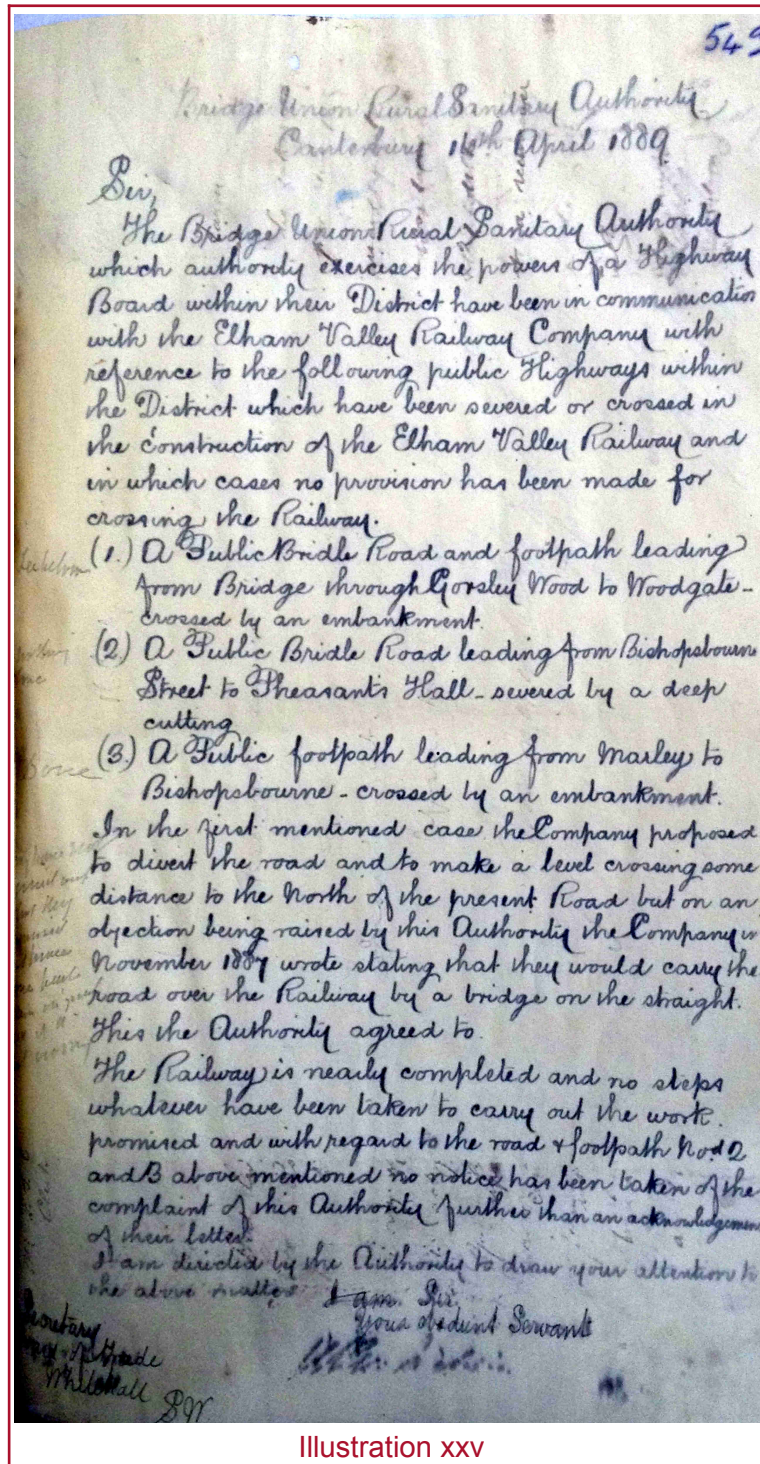 549
Bridge Union Rural Sanitary Authority
Canterbury 14th April 1889
Sir,
The Bridge Union Rural Sanitary Authority
which authority exercises the powers of a Highway
Board within their District have been in communication
with the Elham Valley Railway Company with
reference to the following public Highways within
the District which have been severed or crossed in
the construction of the Elham Valley Railway and
in which cases no provision has been made for
crossing the Railway.
(1.) A Public Bridle Road and footpath leading
from Bridge through Gorsley Wood to Woodgate -
crossed by an embankment.
(2.) A Public Bridle Road leading from Bishopsbourne
Street to Pheasants Hall - severed by a deep
cutting
(3.) A Public footpath leading from Marley to
Bishopsbourne - crossed by an embankment.
In the first mentioned case the Company proposed
to divert the road and to make a level crossing some
distance to the North of the present Road but on an
objection being raised by this Authority the Company in
November 1887 wrote stating that they would carry the
road over the Railway by a bridge on the straight.
This the Authority agreed to.
The Railway is nearly completed and no steps
whatever have been taken to carry out the work
promised and with regard to the road & footpath Nos 2
and 3 above mentioned no notice has been taken of the
complaint of this Authority further than an acknowledgement
of their letter.
I am directed by the Authority to draw your attention to
the above matter. I am Sir,
Your obedient Servant
Secretary
Trade
Whitehall
SW
Illustration xxv